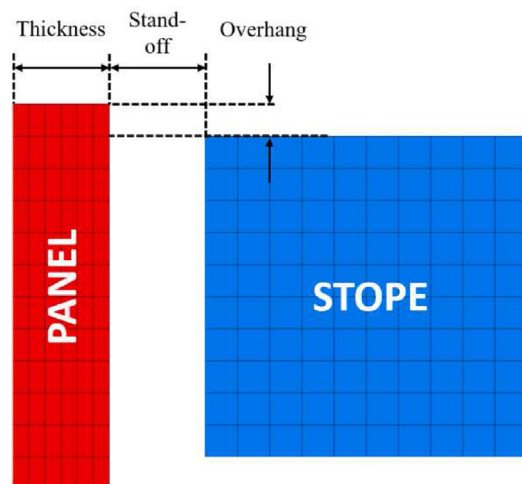 Thickness
Stand-
off
Overhang
PANEL
STOPE